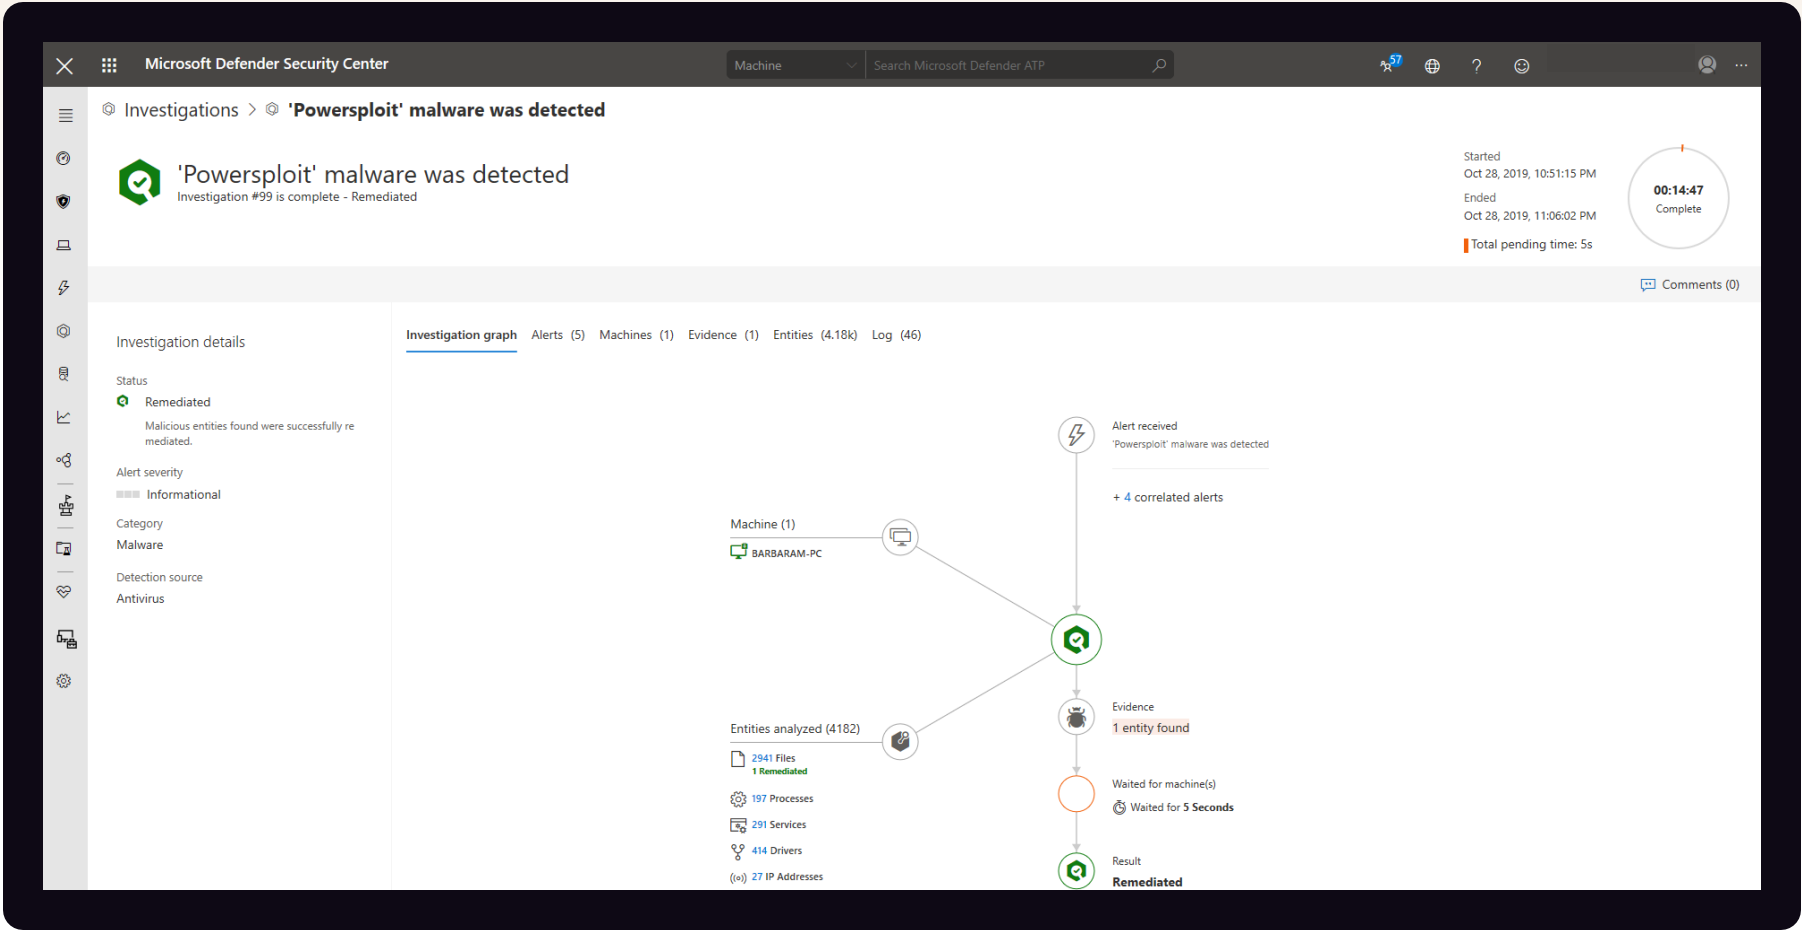 Microsoft Defender Security Center
Machine
Search Microsoft Defender ATP
57
?
Investigations > 'Powersploit' malware was detected
'Powersploit' malware was detected
Investigation #99 is complete - Remediated
Started
Oct 28, 2019, 10:51:15 PM
Ended
Oct 28, 2019, 11:06:02 PM
Total pending time: 5s
00:14:47
Complete
Comments (0)
Investigation details
Status
Remediated
Malicious entities found were successfully re
mediated.
Alert severity
Informational
Category
Malware
Detection source
Antivirus
Investigation graph Alerts (5) Machines (1) Evidence (1) Entities (4.18k) Log (46)
Alert received
'Powersploit' malware was detected
+ 4 correlated alerts
Machine (1)
BARBARAM-PC
Entities analyzed (4182)
2941 Files
1 Remediated
197 Processes
291 Services
414 Drivers
27 IP Addresses
Evidence
1 entity found
Waited for machine(s)
Waited for 5 Seconds
Result
Remediated